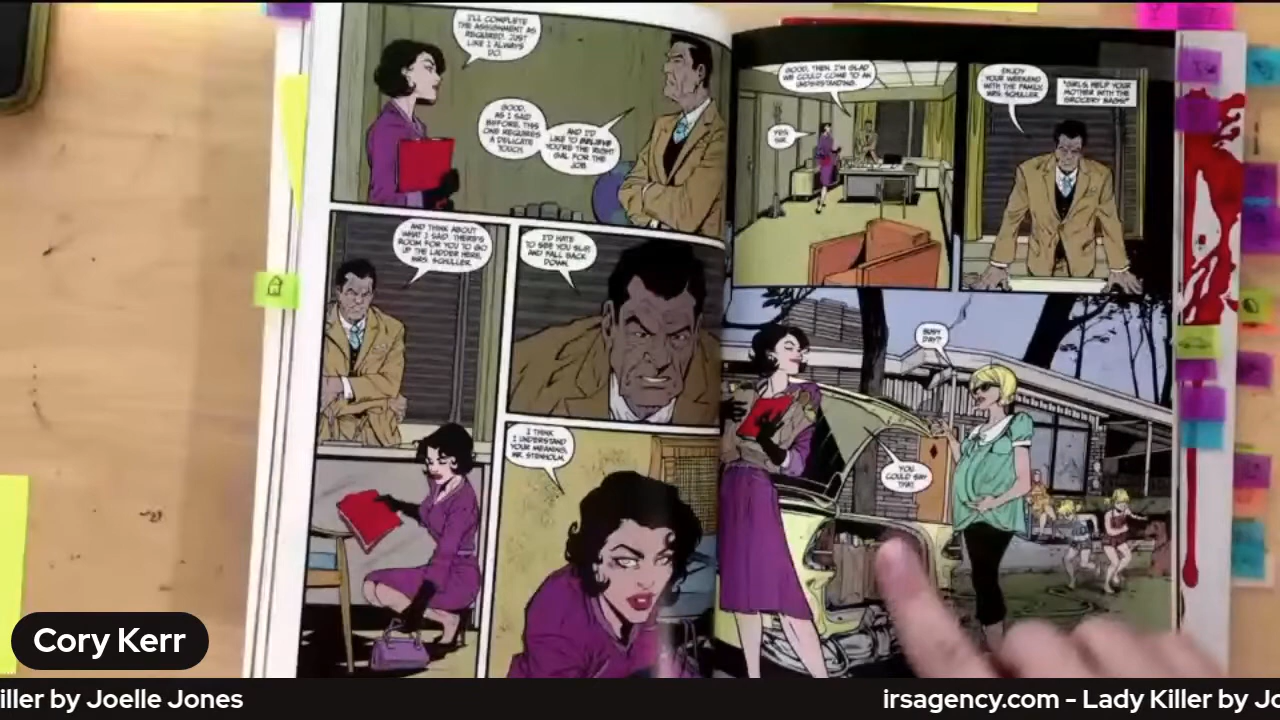 I'LL COMPLETE
THE ASSIGNMENT AS
REQUIRED. JUST
LIKE I ALWAYS
DO.
GOOD.
AS I SAID
BEFORE, THIS
ONE REQUIRES
A DELICATE
TOUCH.
AND I'D
LIKE TO BELIEVE
YOU'RE THE RIGHT
GAL FOR THE
JOB.
AND THINK ABOUT
WHAT I SAID. THERE'S
ROOM FOR YOU TO GO
UP THE LADDER HERE,
MRS. SCHULLER.
I'D HATE
TO SEE YOU SLIP
AND FALL BACK
DOWN.
I THINK
I UNDERSTAND
YOUR MEANING,
MR. STENHOLM.
GOOD, THEN. I'M GLAD
WE COULD COME TO AN
UNDERSTANDING.
YES,
SIR.
ENJOY
YOUR WEEKEND
WITH THE FAMILY,
MRS. SCHULLER.
"GIRLS, HELP YOUR
MOTHER WITH THE
GROCERY BAGS!"
BUSY
DAY?
YOU
COULD SAY
THAT.
Cory Kerr
iller by Joelle Jones
irsagency.com - Lady Killer by Jo